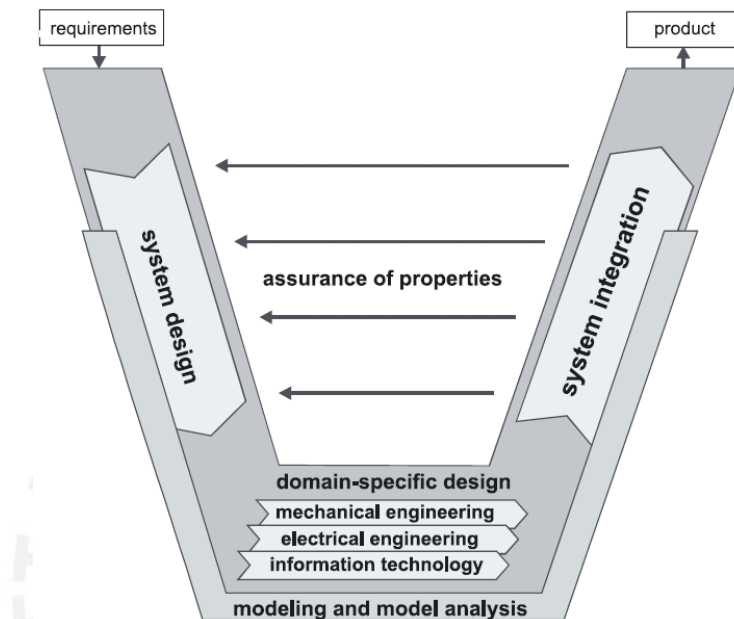 requirements
product
system design
system integration
assurance of properties
domain-specific design
mechanical engineering
electrical engineering
information technology
modeling and model analysis